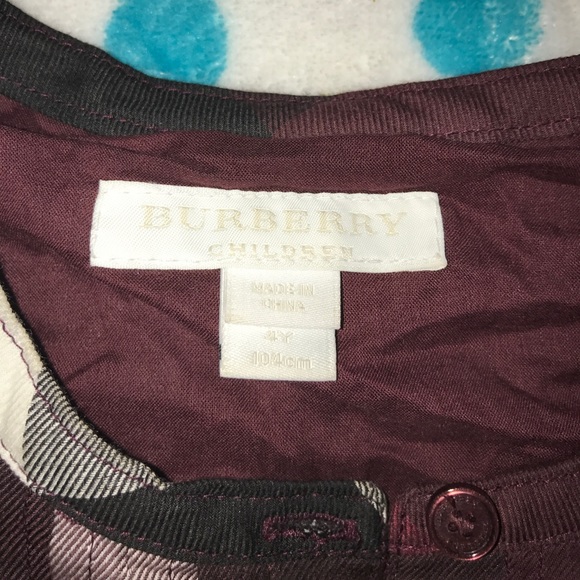 BURBERRY
CHILDREN
MADE IN
CHINA
4Y
104cm